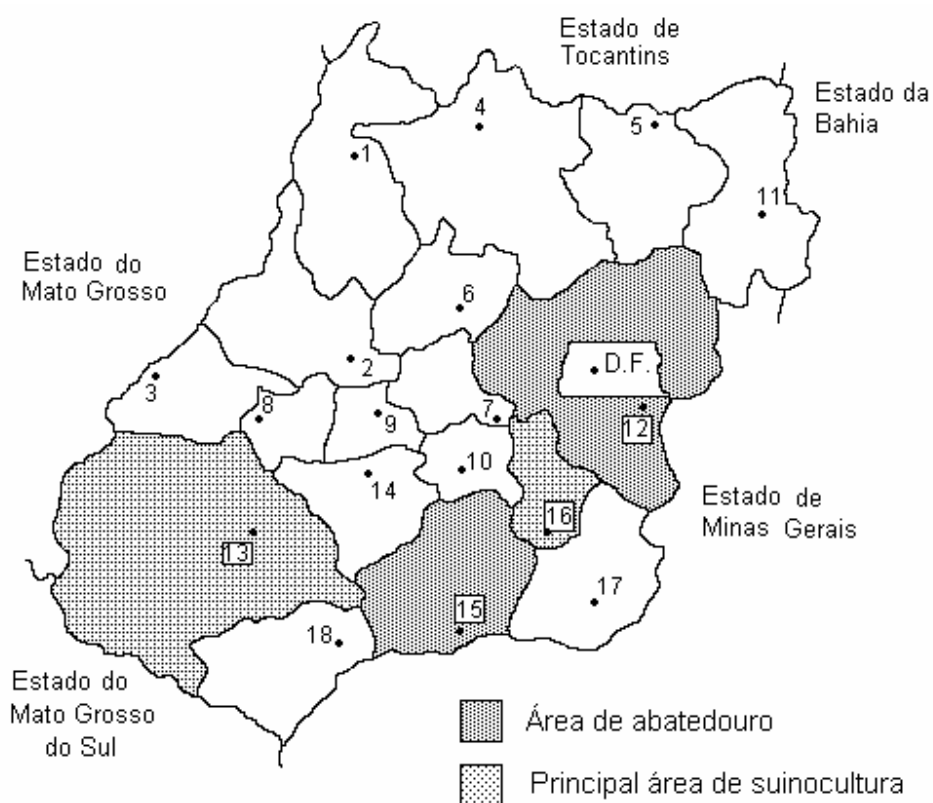 Estado de
Tocantins
4
5
Estado da
Bahia
1
11
Estado do
Mato Grosso
6
2
D.F.
3
8
9
7
12
10
14
Estado de
Minas Gerais
16
13
17
15
18
Estado do
Mato Grosso
do Sul
Área de abatedouro
Principal área de suinocultura